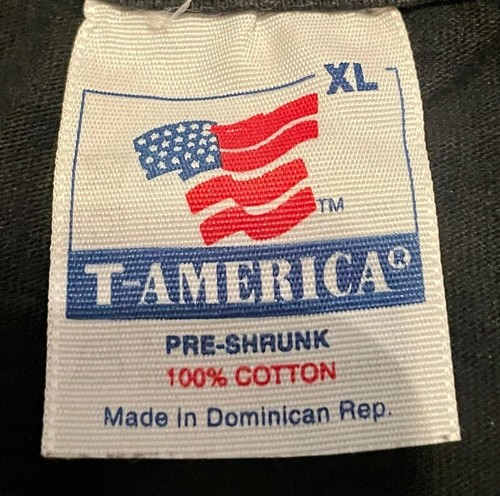 XL
TM
T-AMERICA®
PRE-SHRUNK
100% COTTON
Made in Dominican Rep.